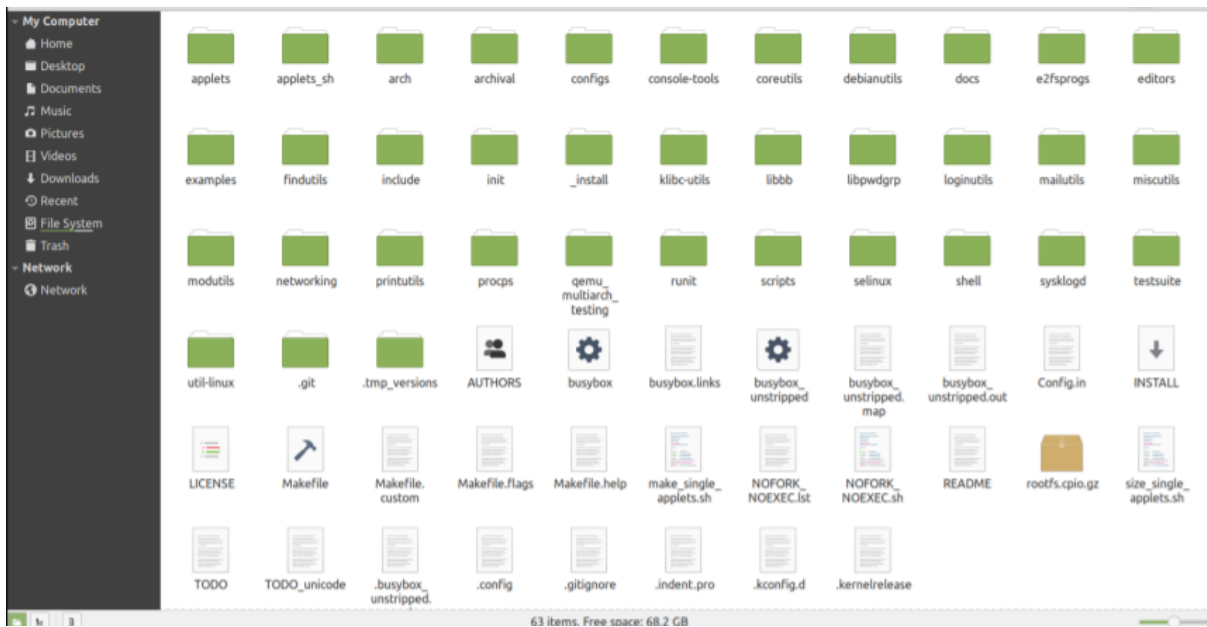 My Computer
Home
Desktop
Documents
Music
Pictures
Videos
Downloads
Recent
File System
Trash
Network
Network
applets
applets_sh
arch
archival
configs
console-tools
coreutils
debianutils
docs
e2fsprogs
editors
examples
findutils
include
init
_install
klibc-utils
libbb
libpwdgrp
loginutils
mailutils
miscutils
modutils
networking
printutils
procps
qemu_
multiarch_
testing
runit
scripts
selinux
shell
sysklogd
testsuite
util-linux
.git
.tmp_versions
AUTHORS
busybox
busybox.links
busybox_
unstripped
busybox_
unstripped.
map
busybox_
unstripped.out
Config.in
INSTALL
LICENSE
Makefile
Makefile.
custom
Makefile.flags
Makefile.help
make_single_
applets.sh
NOFORK_
NOEXEC.lst
NOFORK_
NOEXEC.sh
README
rootfs.cpio.gz
size_single_
applets.sh
TODO
TODO_unicode
.busybox_
unstripped.
.config
.gitignore
.indent.pro
.kconfig.d
.kernelrelease
63 items, Free space: 68.2 GB